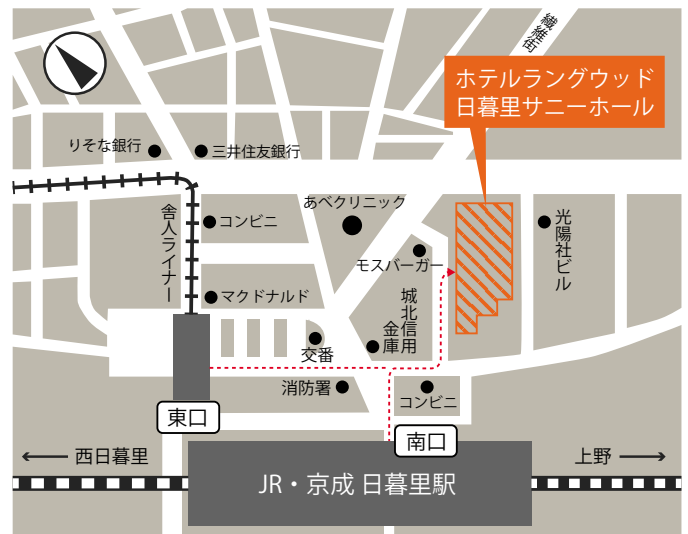 繊維街
ホテルラングウッド
日暮里サニーホール
りそな銀行
三井住友銀行
あべクリニック
舎人ライナー
コンビニ
光陽社ビル
モスバーガー
マクドナルド
城北信用
金庫
交番
消防署
コンビニ
東口
南口
西日暮里
上野
JR・京成 日暮里駅